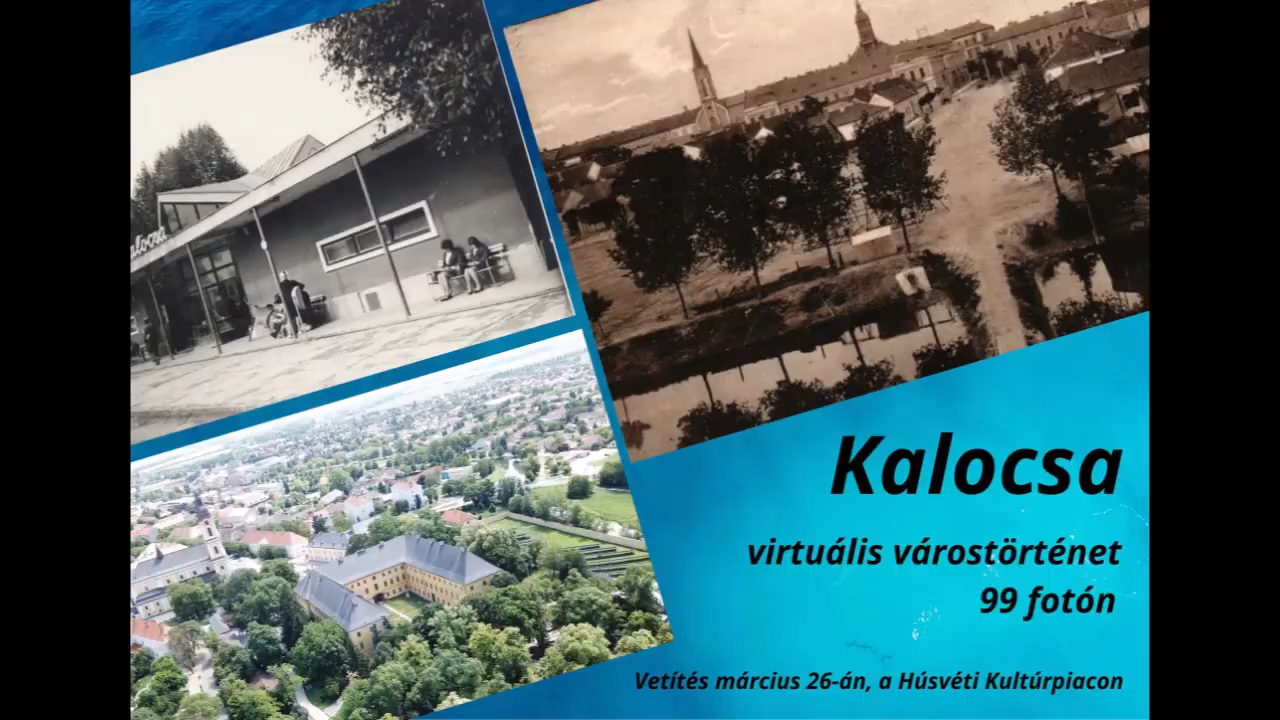 Kalocsa
virtuális várostörténet
99 fotón
Vetítés március 26-án, a Húsvéti Kultúrpiacon